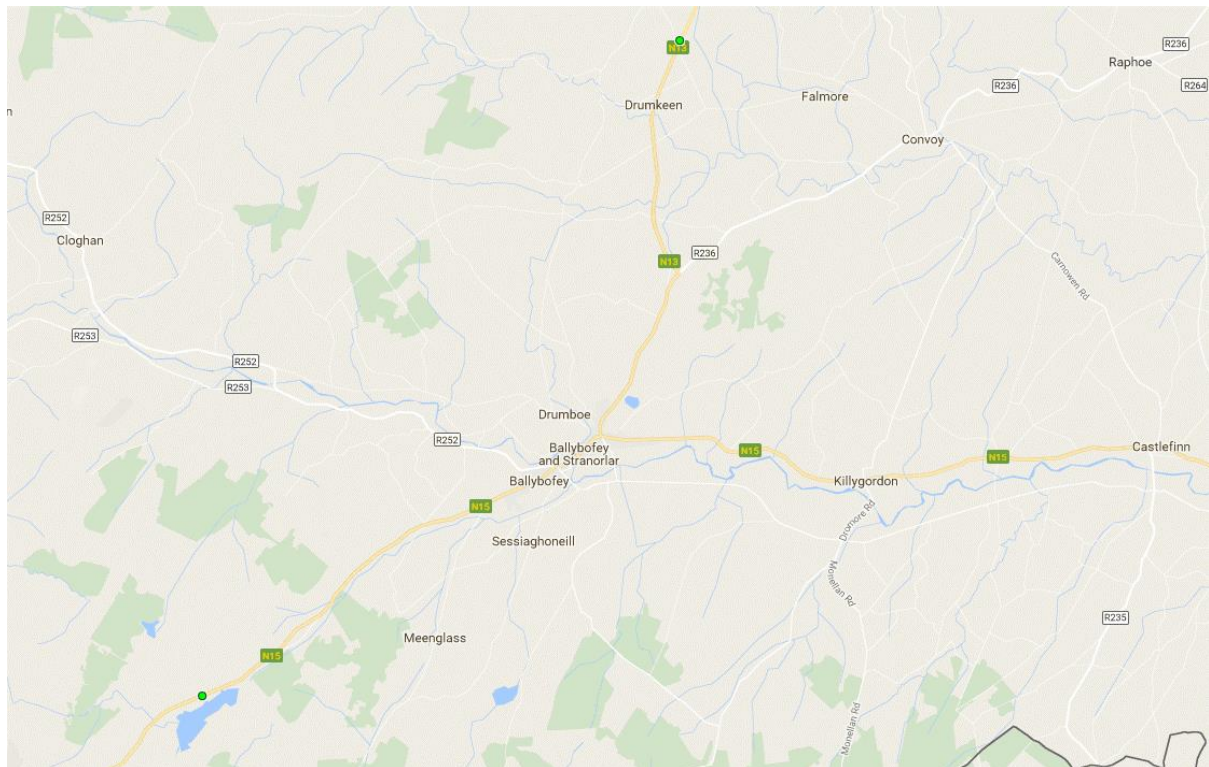 N13
R236
Raphoe
R236
R264
Falmore
Drumkeen
n
Convoy
R252
Cloghan
N13
R236
Carnowen Rd
R253
R252
R253
Drumboe
R252
Ballybofey
and Stranorlar
N15
N15
Castlefinn
Ballybofey
Killygordon
N15
Dromore Rd
Sessiaghoneill
Monellan Rd
R235
Meenglass
N15
Monellan Rd